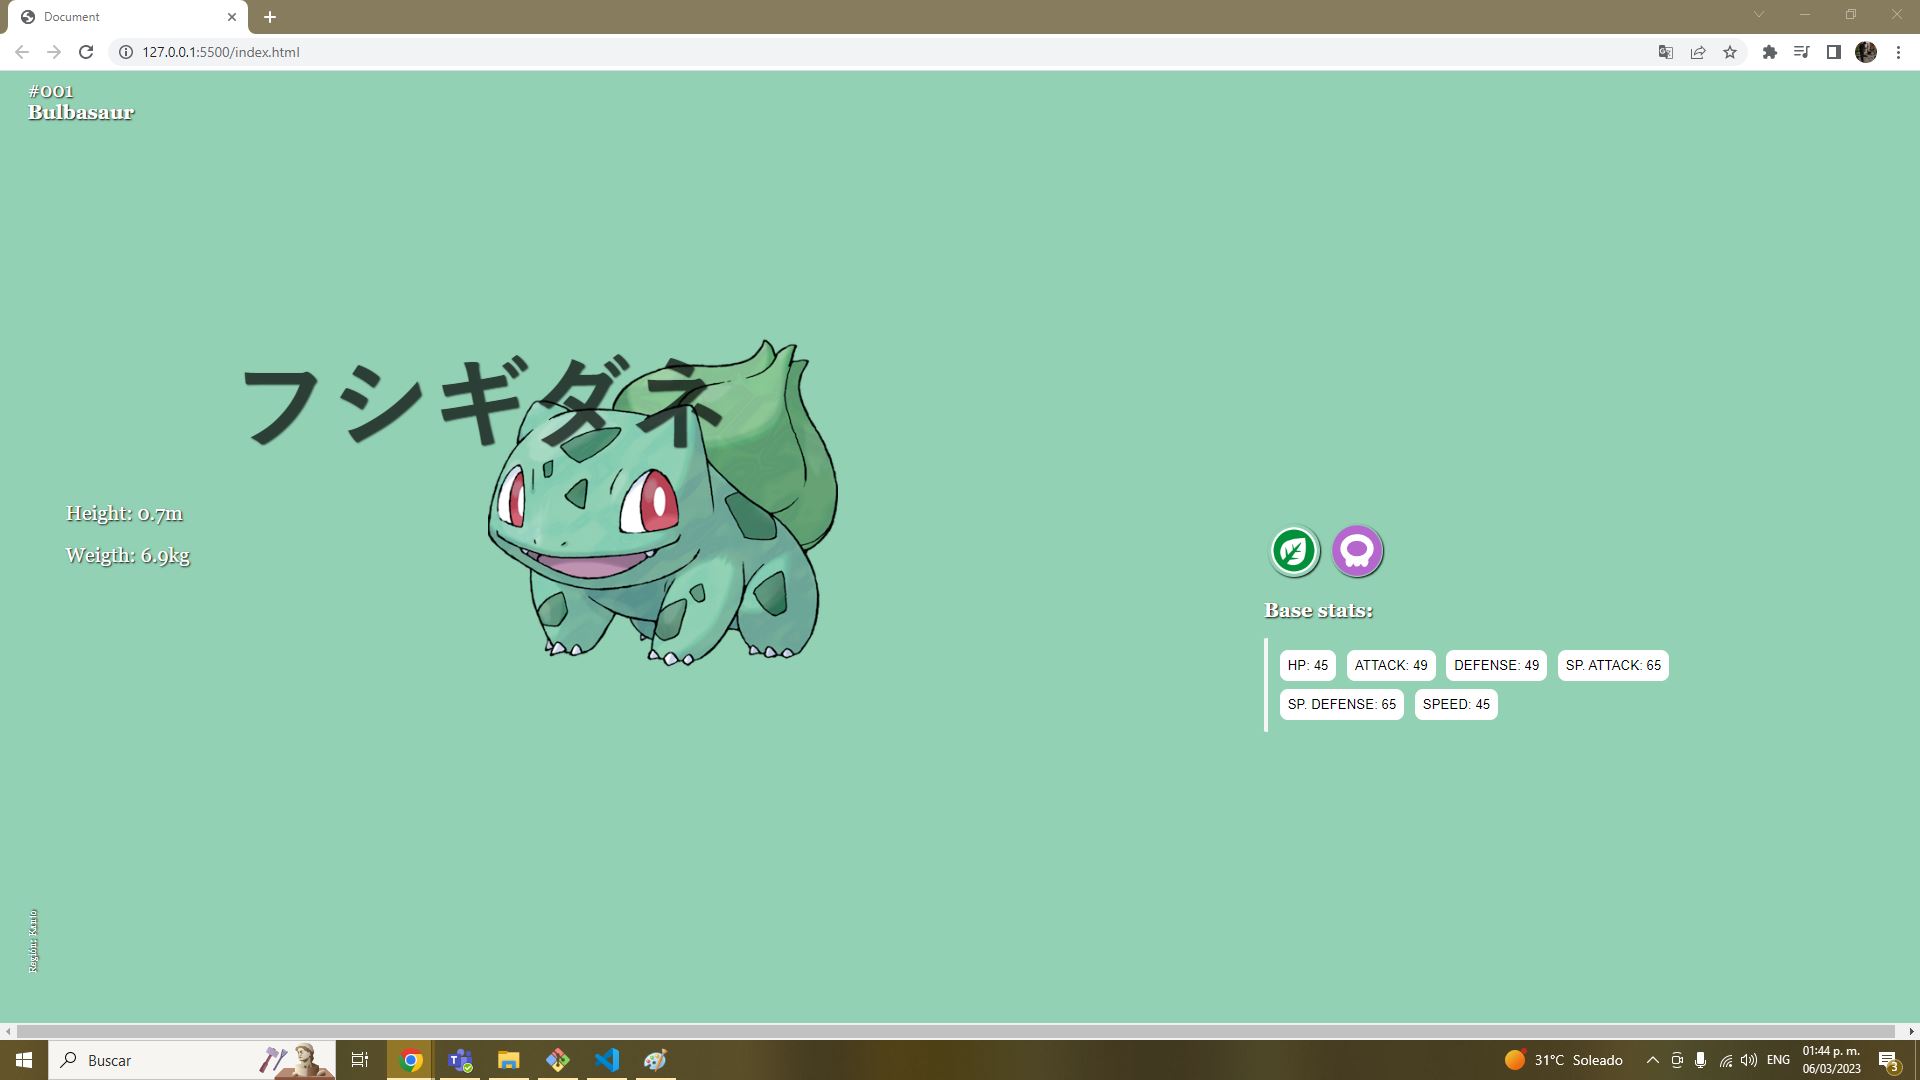 Document
127.0.0.1:5500/index.html
#001
Bulbasaur
フシギダネ
Height: 0.7m
Weigth: 6.9kg
Base stats:
HP: 45 ATTACK: 49 DEFENSE: 49 SP. ATTACK: 65
SP. DEFENSE: 65 SPEED: 45
Región: Kanto
Buscar
31°C Soleado
ENG
01:44 p. m.
06/03/2023
3